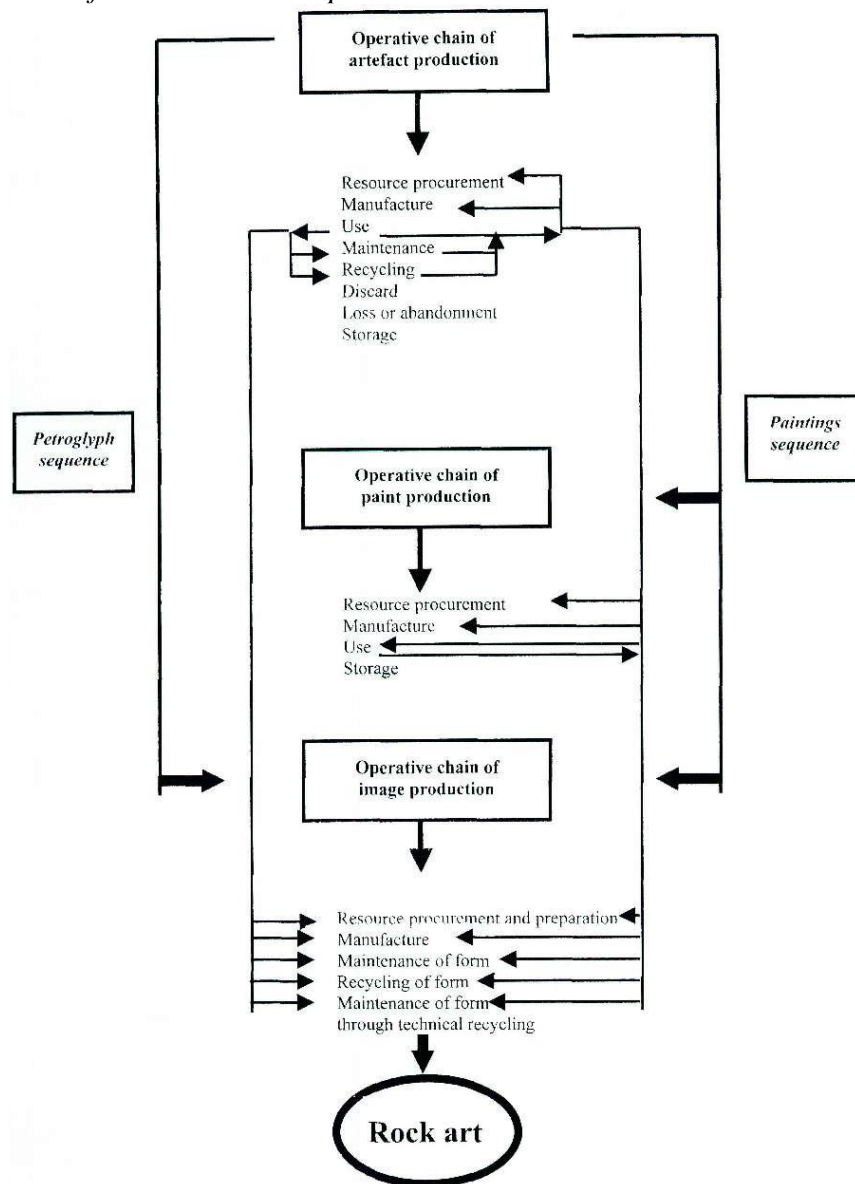 Operative chain of
artefact production
Resource procurement
Manufacture
Use
Maintenance
Recycling
Discard
Loss or abandonment
Storage
Petroglyph
sequence
Paintings
sequence
Operative chain of
paint production
Resource procurement
Manufacture
Use
Storage
Operative chain of
image production
Resource procurement and preparation
Manufacture
Maintenance of form
Recycling of form
Maintenance of form
through technical recycling
Rock art